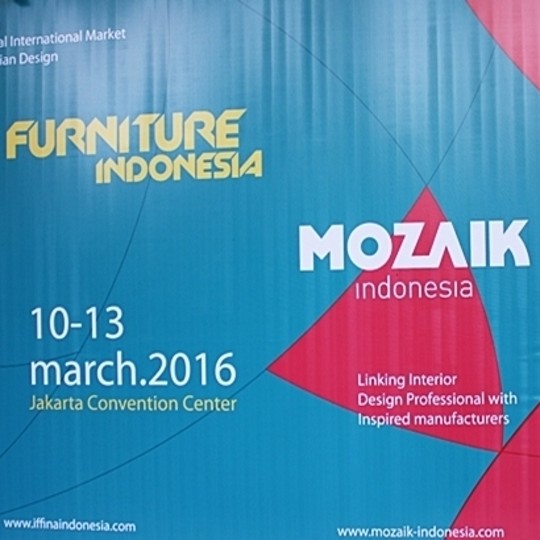 al International Market
ian Design
FURNITURE
INDONESIA
MOZAIK
indonesia
10-13
march.2016
Jakarta Convention Center
Linking Interior
Design Professional with
Inspired manufacturers
www.iffinaindonesia.com
www.mozaik-indonesia.com